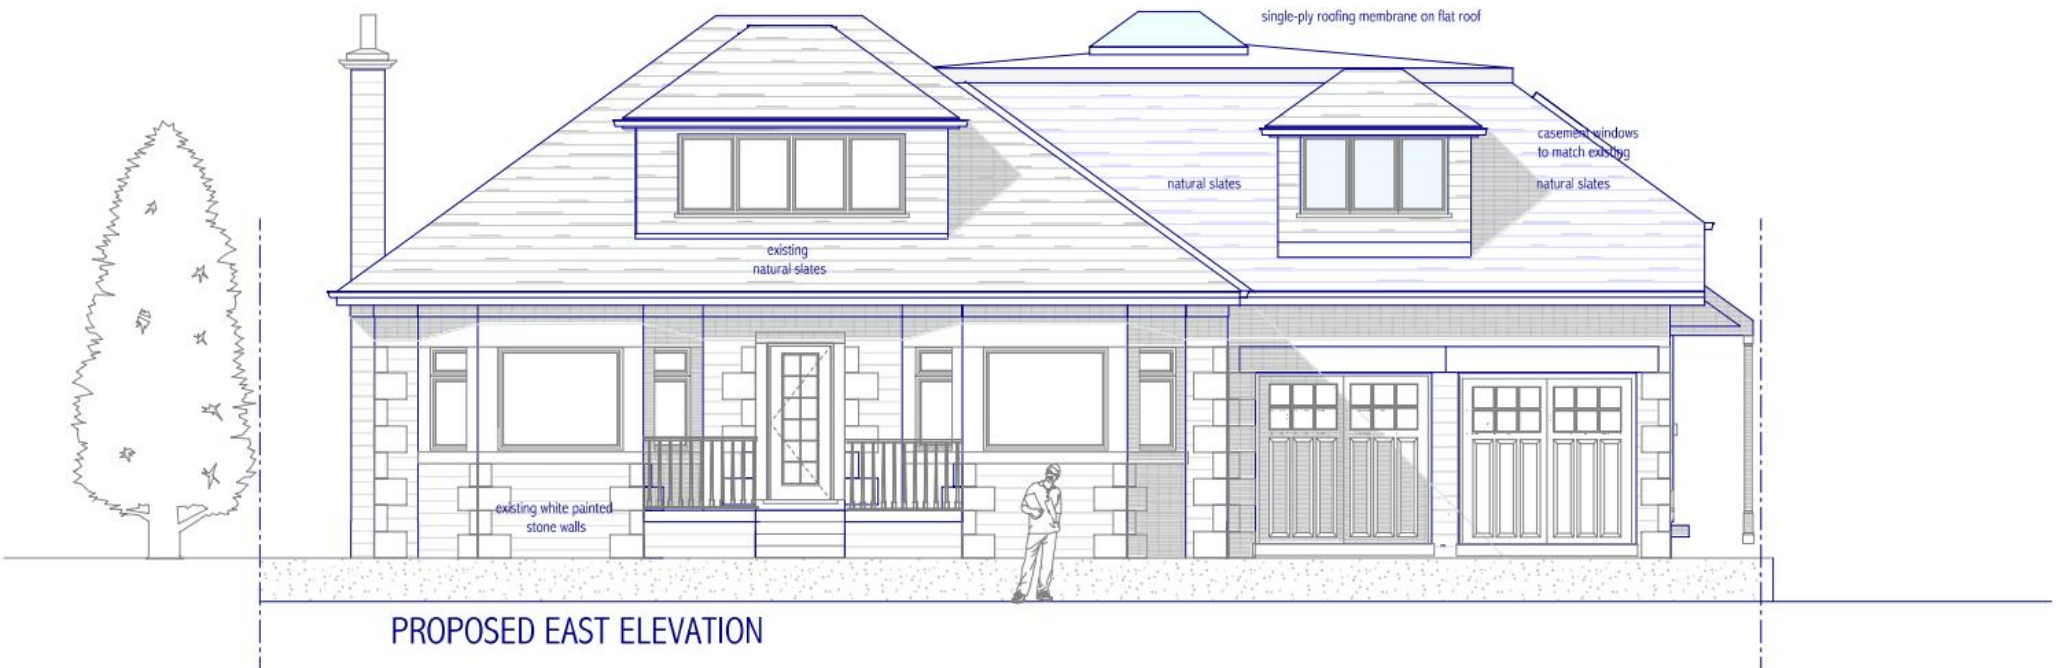 single-ply roofing membrane on flat roof
casement windows
to match existing
natural slates
natural slates
existing
natural slates
existing white painted
stone walls
PROPOSED EAST ELEVATION